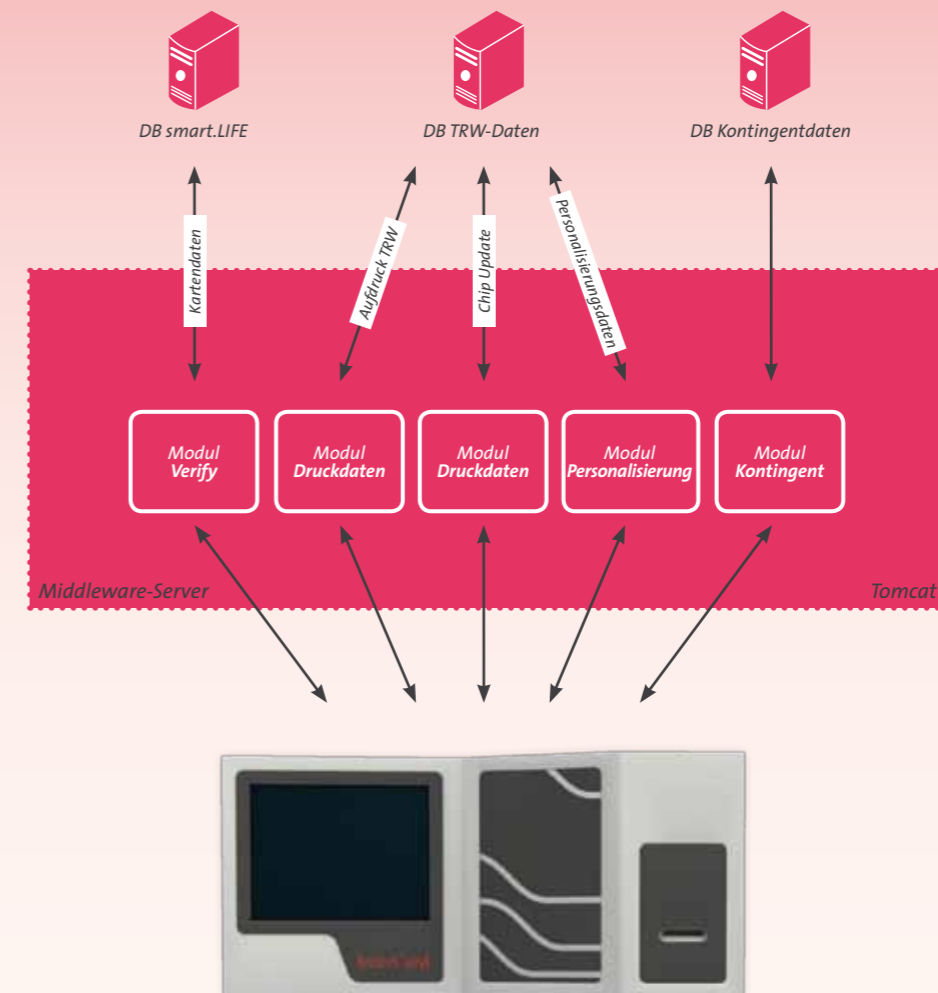 DB smart.LIFE
DB TRW-Daten
DB Kontingentdaten
Kartendaten
Aufdruck TRW
Chip Update
Personalisierungsdaten
Modul
Verify
Modul
Druckdaten
Modul
Druckdaten
Modul
Personalisierung
Modul
Kontingent
Middleware-Server
Tomcat